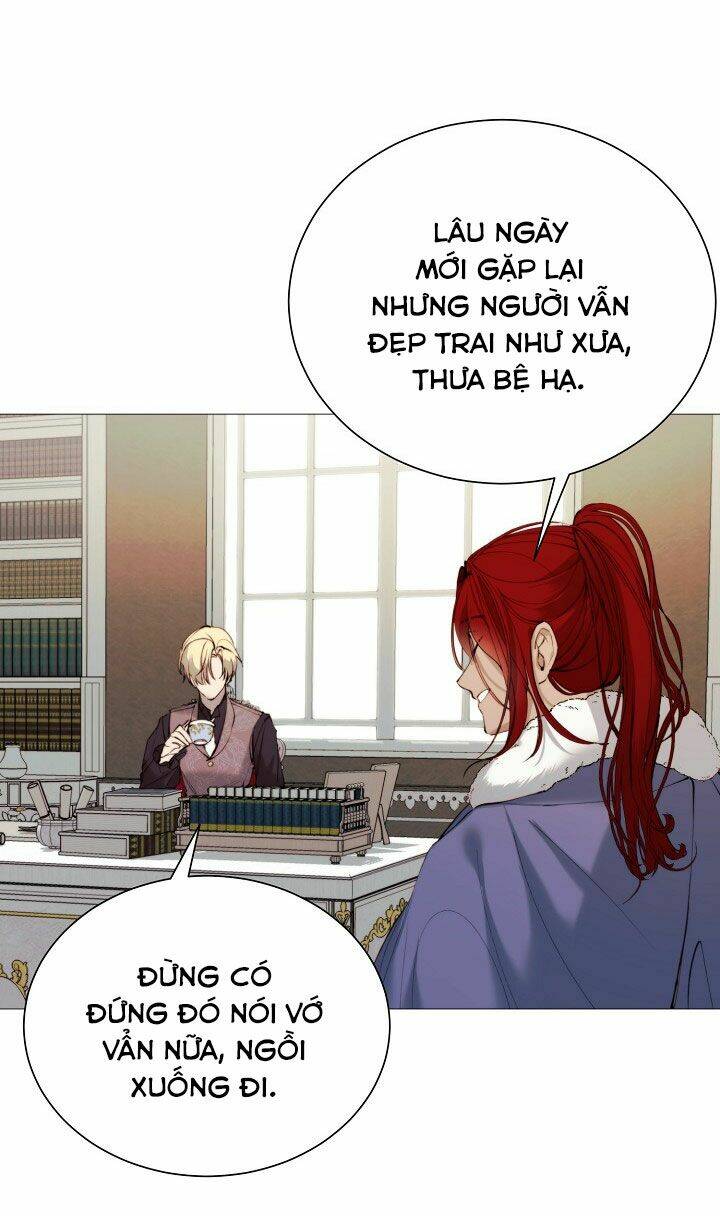 LÂU NGÀY
MỚI GẶP LẠI
NHƯNG NGƯỜI VẪN
ĐẸP TRAI NHƯ XƯA,
THƯA BỆ HẠ.
ĐỪNG CÓ
ĐỨNG ĐÓ NÓI VỚ
VẨN NỮA, NGỒI
XUỐNG ĐI.